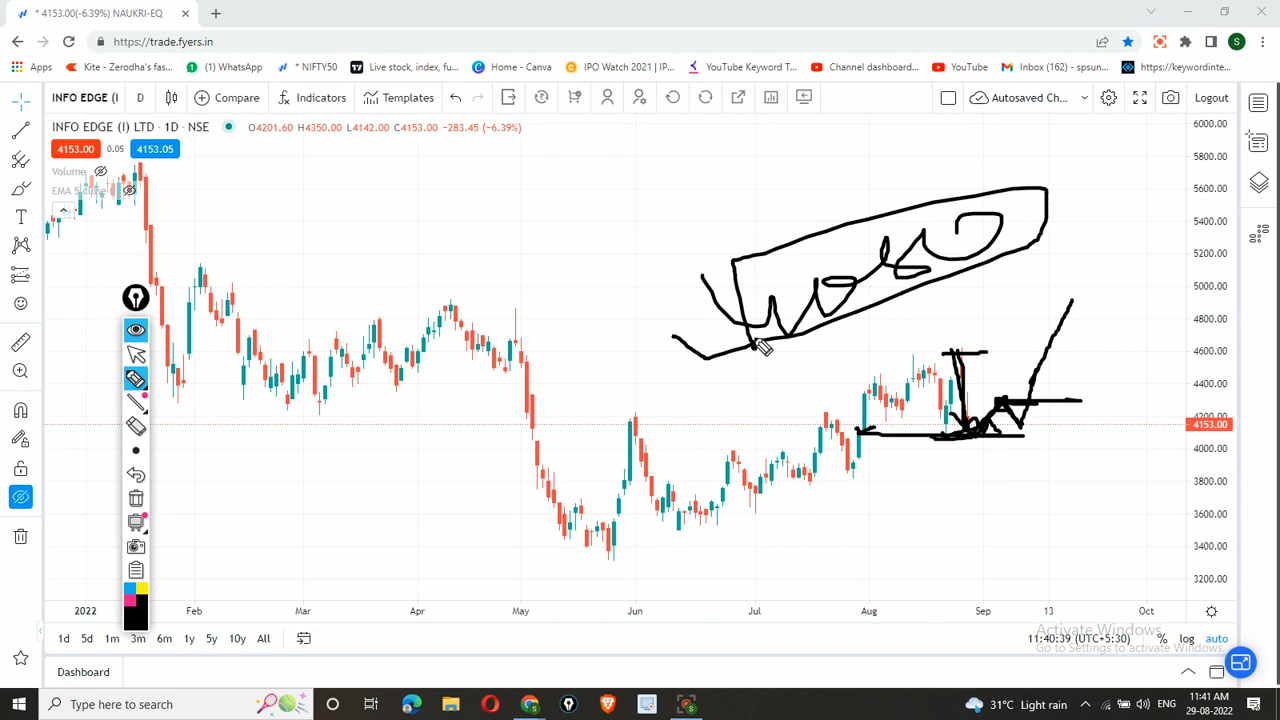 * 4153.00(-6.39%) NAUKRI-EQ
https://trade.fyers.in
S
Apps Kite - Zerodha's fas... (1) WhatsApp * NIFTY50 Live stock, index, fu... Home - Canva IPO Watch 2021 | IP... YouTube Keyword T... Channel dashboard... YouTube Inbox (162) - spsun... https://keywordinte...
INFO EDGE (I D Compare Indicators Templates Autosaved Ch... Logout
INFO EDGE (I) LTD · 1D · NSE O4201.60 H4350.00 L4142.00 C4153.00 −283.45 (−6.39%)
4153.00 0.05 4153.05
Volume
EMA 5 close
6000.00
5800.00
5600.00
5400.00
5200.00
5000.00
4800.00
4600.00
4400.00
4200.00
4153.00
4000.00
3800.00
3600.00
3400.00
3200.00
2022 Feb Mar Apr May Jun Jul Aug Sep 13 Oct
1d 5d 1m 3m 6m 1y 5y 10y All 11:40:39 (UTC+5:30) % log auto
Activate Windows
Go to Settings to activate Windows.
Dashboard
Type here to search 31°C Light rain ENG 11:41 AM
29-08-2022